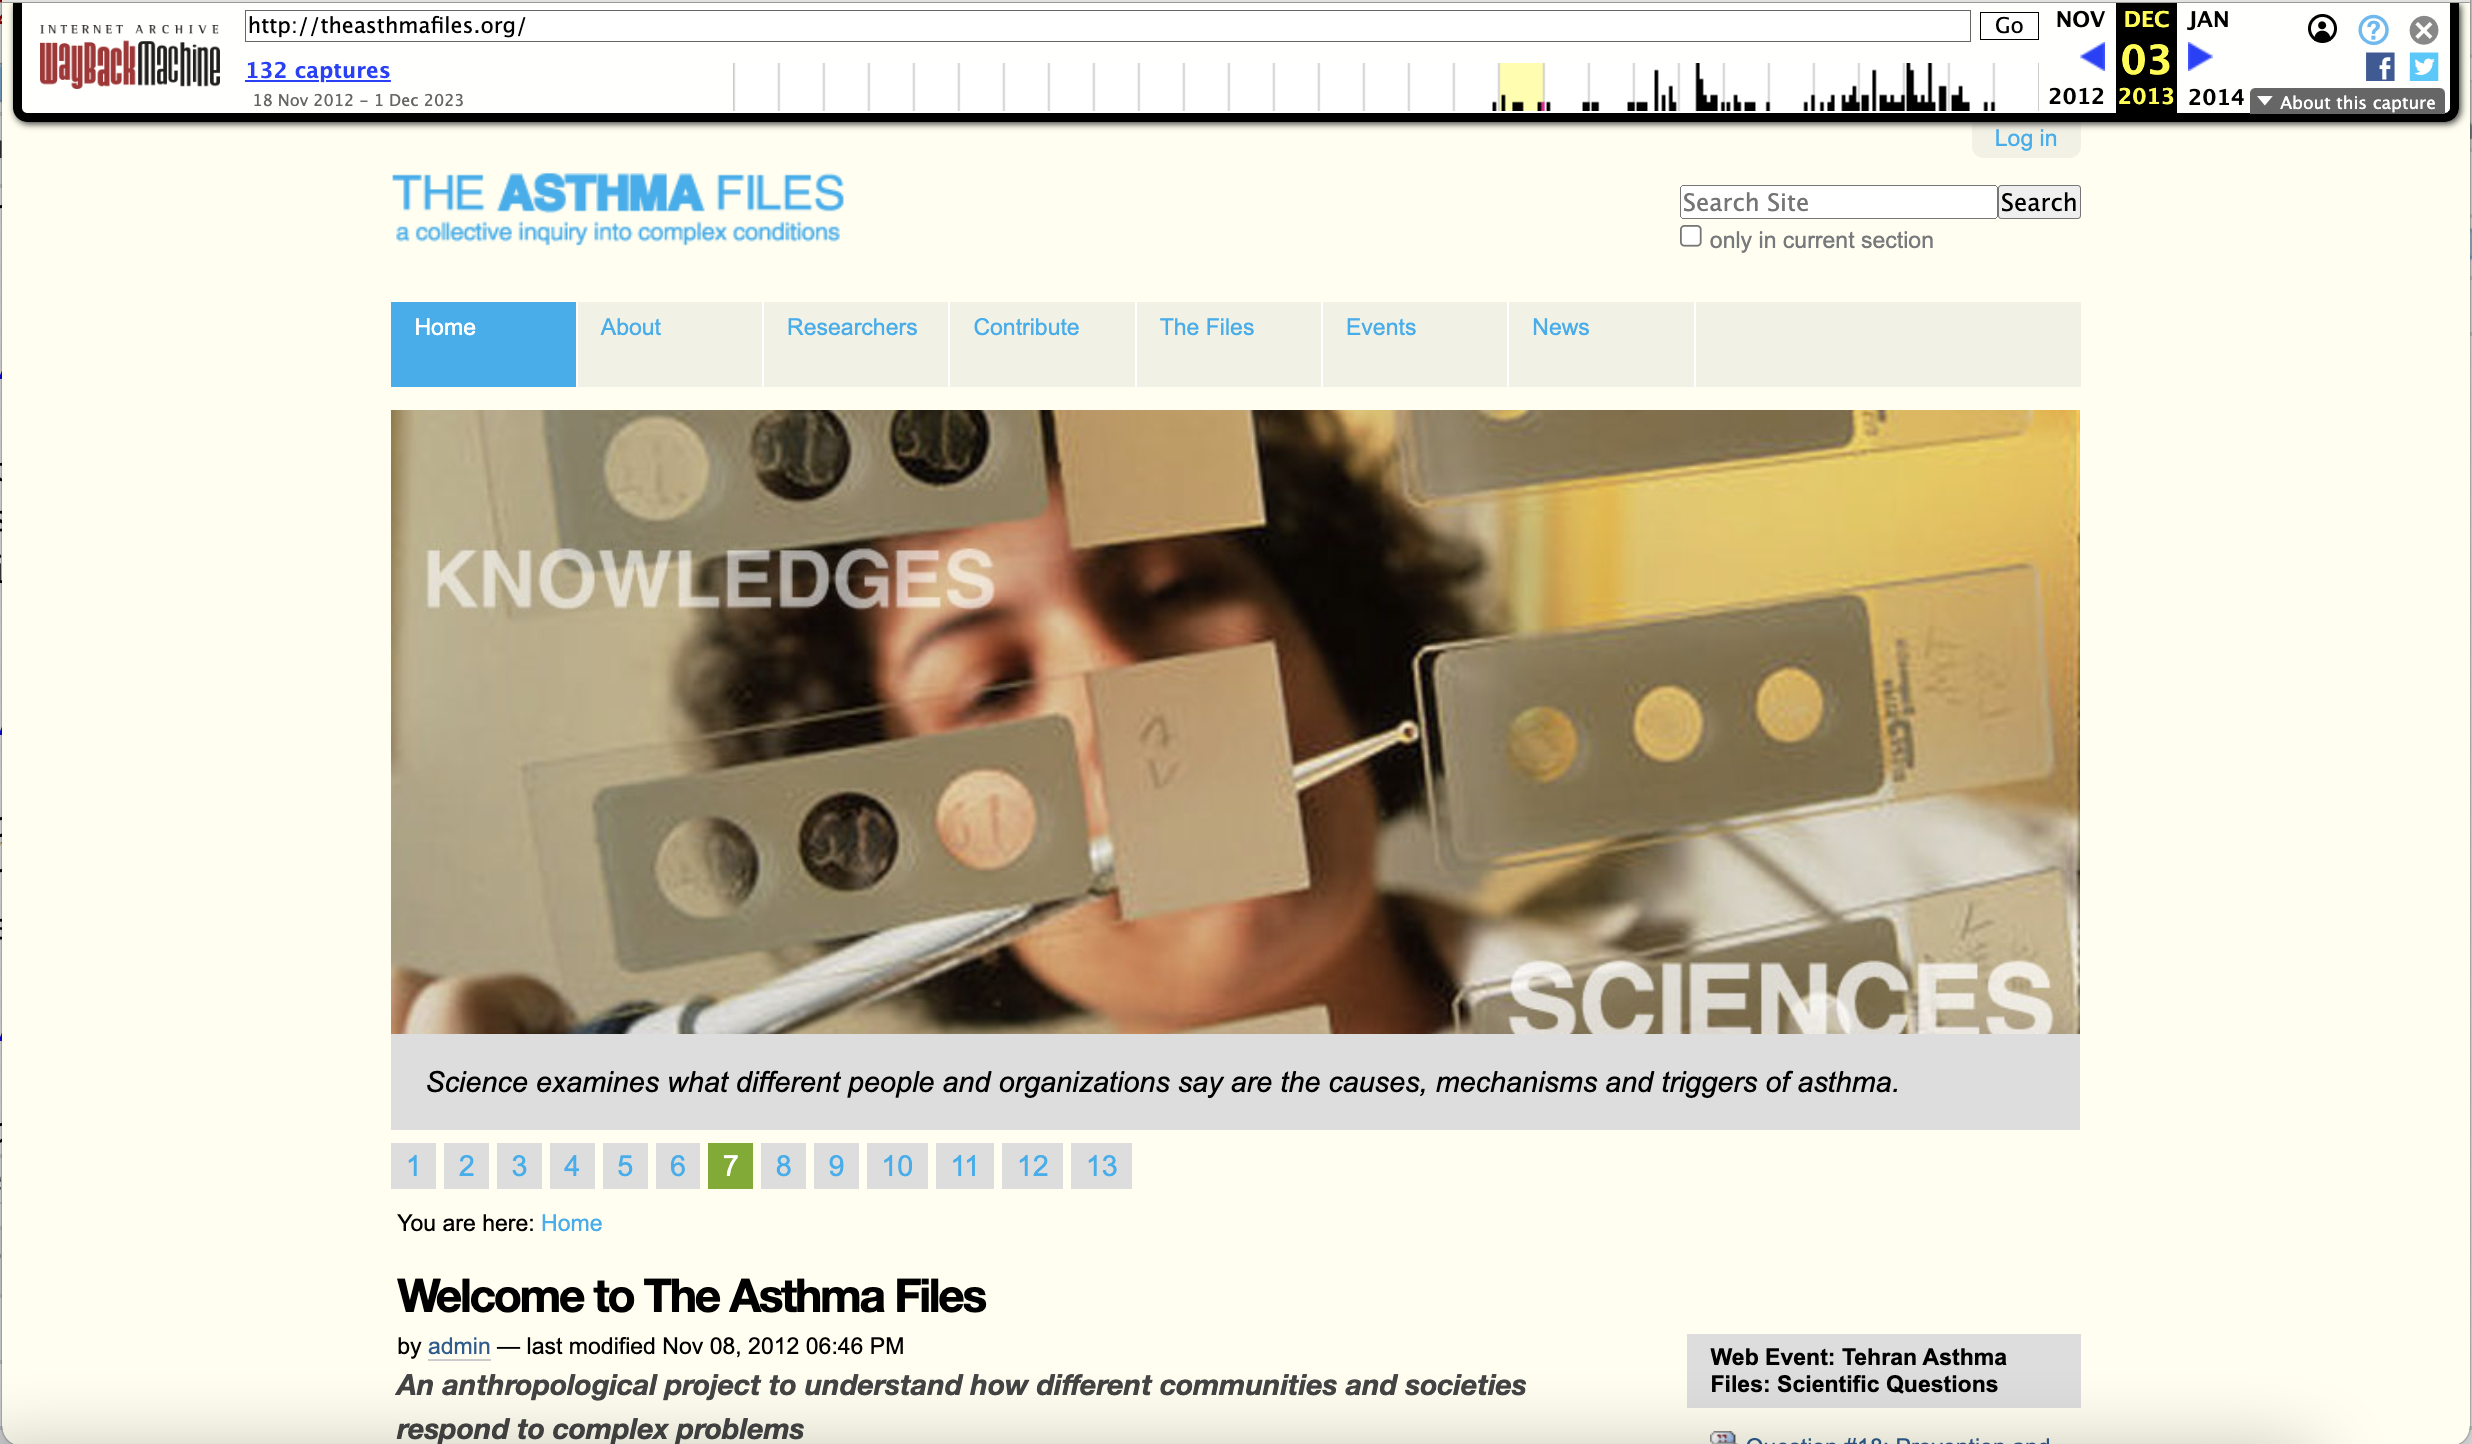 INTERNET ARCHIVE
WayBackMachine
http://theasthmafiles.org/
Go
132 captures
18 Nov 2012 – 1 Dec 2023
NOV DEC JAN
03
2012 2013 2014
About this capture
Log in
THE ASTHMA FILES
a collective inquiry into complex conditions
Search Site Search
only in current section
Home About Researchers Contribute The Files Events News
KNOWLEDGES
SCIENCES
Science examines what different people and organizations say are the causes, mechanisms and triggers of asthma.
1 2 3 4 5 6 7 8 9 10 11 12 13
You are here: Home
Welcome to The Asthma Files
by admin — last modified Nov 08, 2012 06:46 PM
An anthropological project to understand how different communities and societies
respond to complex problems
Web Event: Tehran Asthma
Files: Scientific Questions
Question #18: Prevention and